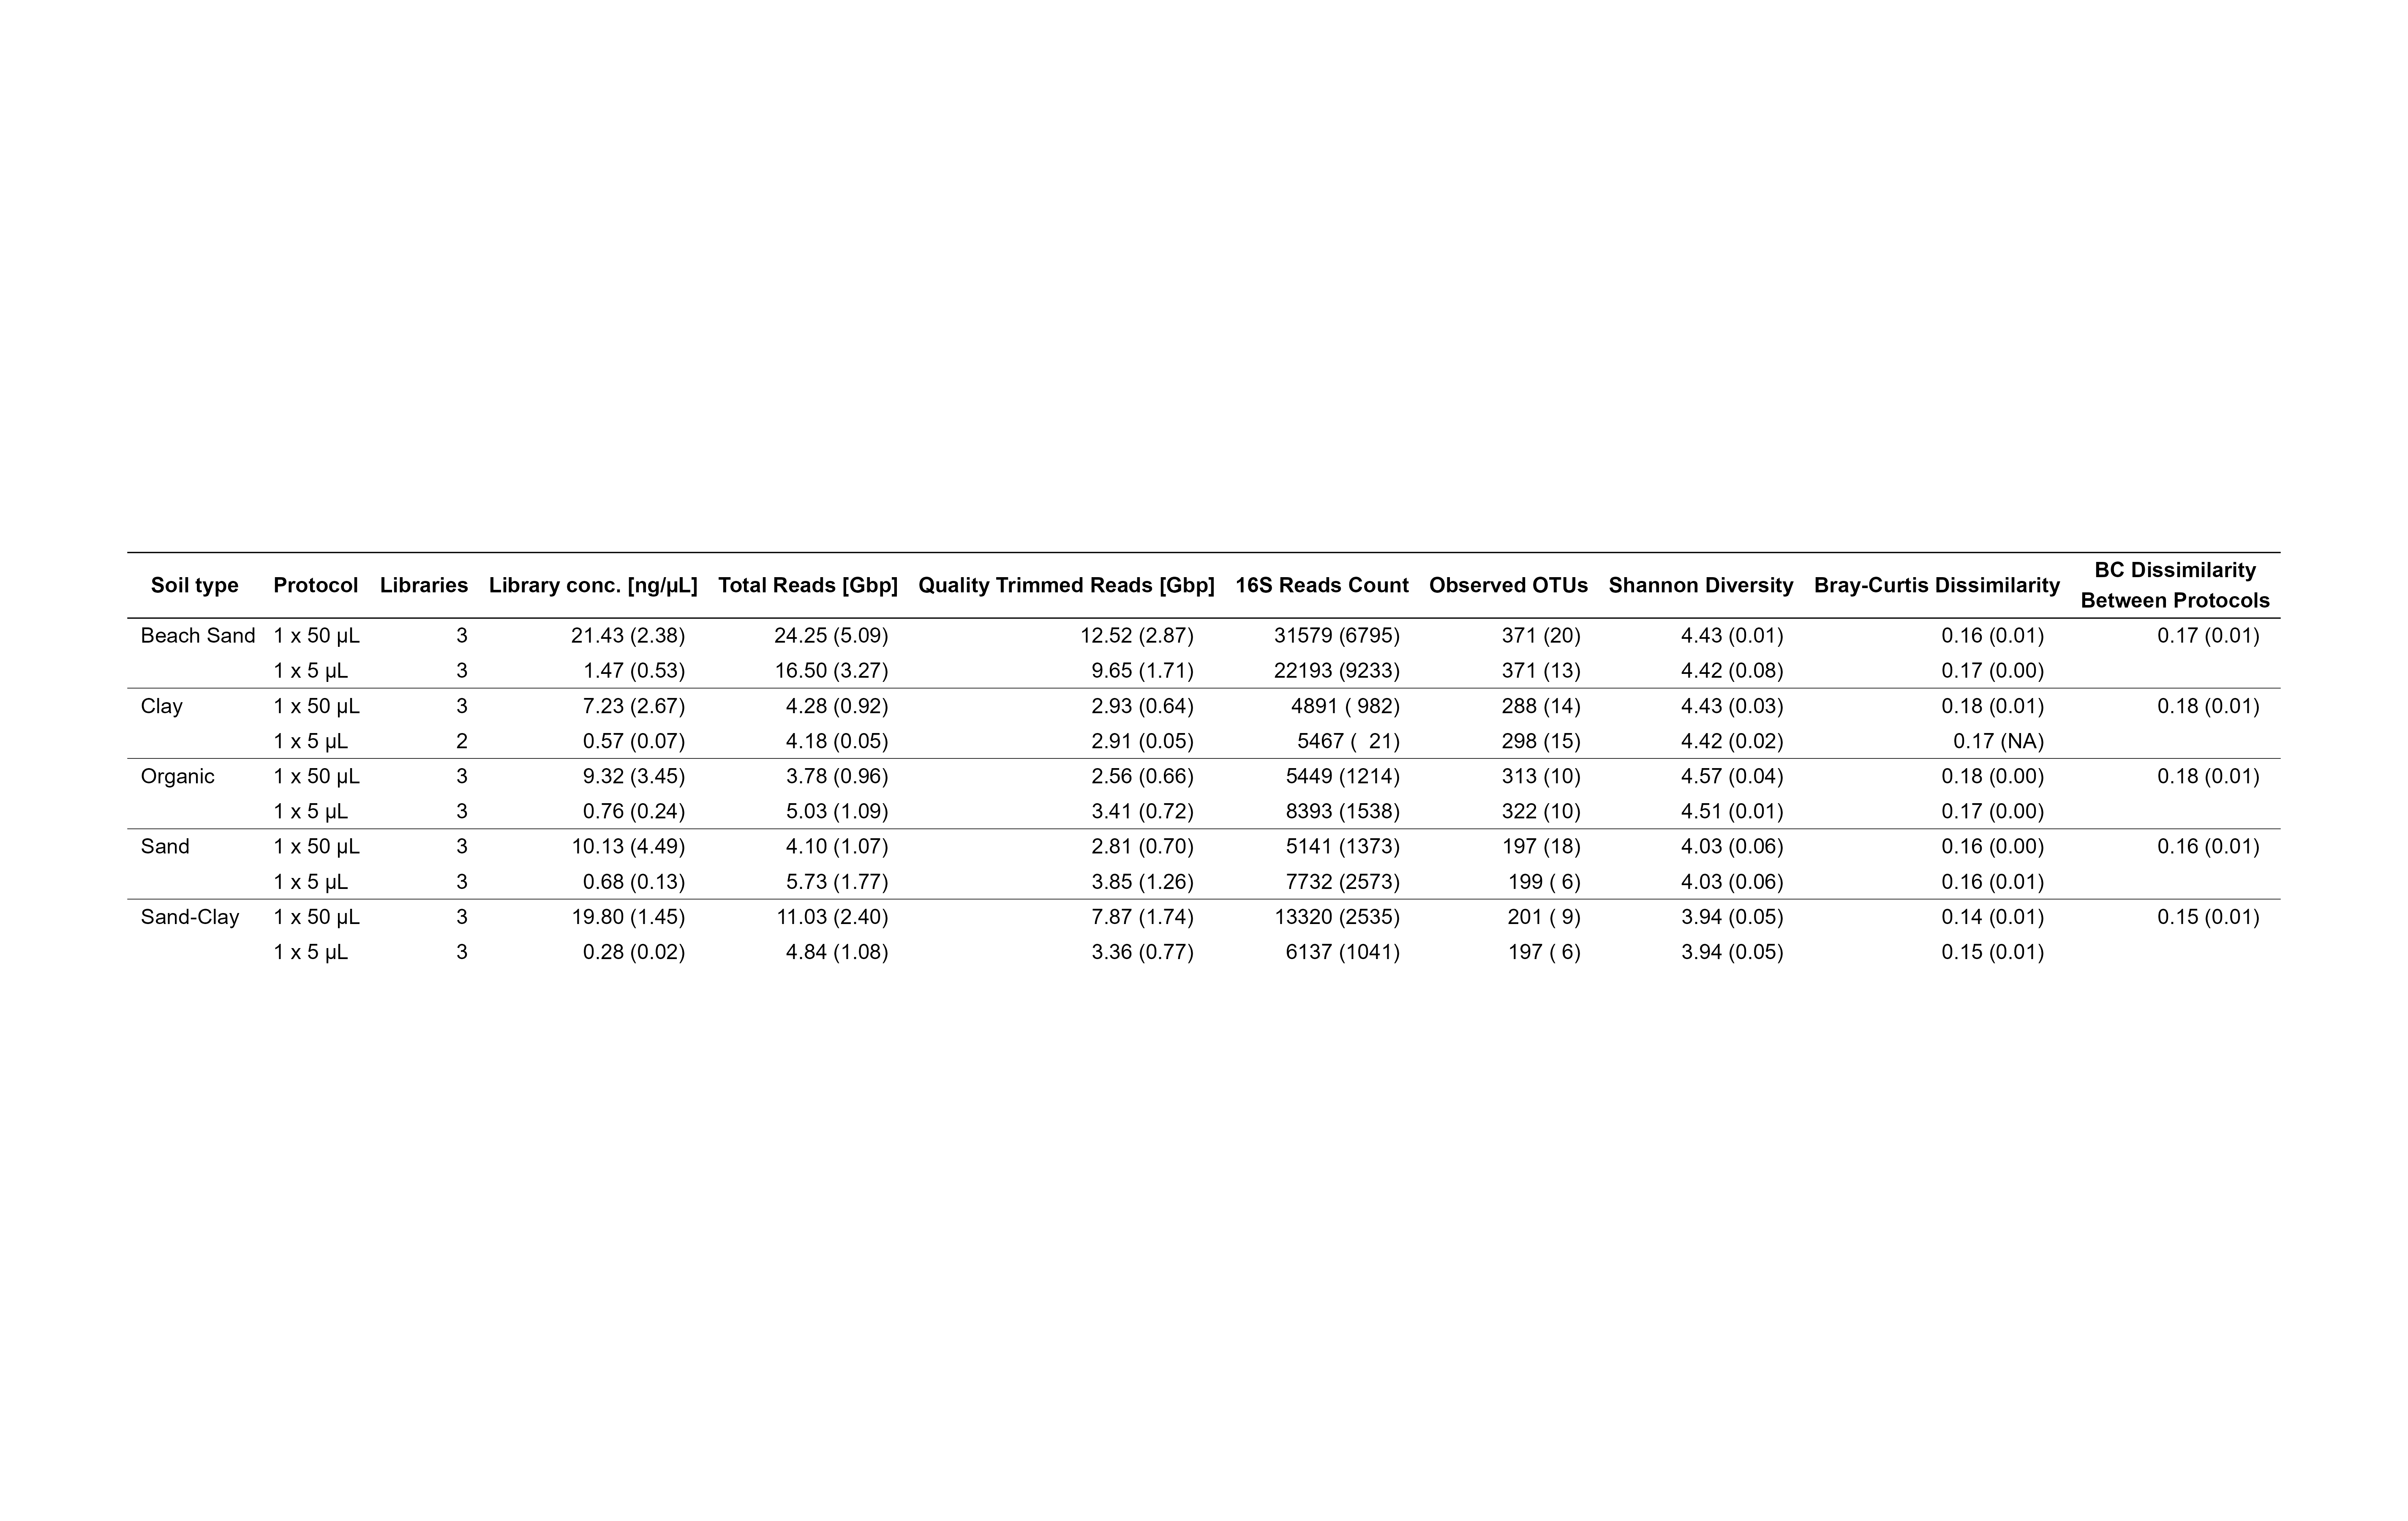 Soil type Protocol Libraries Library conc. [ng/µL] Total Reads [Gbp] Quality Trimmed Reads [Gbp] 16S Reads Count Observed OTUs Shannon Diversity Bray-Curtis Dissimilarity BC Dissimilarity
Between Protocols
Beach Sand 1 x 50 µL 3 21.43 (2.38) 24.25 (5.09) 12.52 (2.87) 31579 (6795) 371 (20) 4.43 (0.01) 0.16 (0.01) 0.17 (0.01)
1 x 5 µL 3 1.47 (0.53) 16.50 (3.27) 9.65 (1.71) 22193 (9233) 371 (13) 4.42 (0.08) 0.17 (0.00)
Clay 1 x 50 µL 3 7.23 (2.67) 4.28 (0.92) 2.93 (0.64) 4891 ( 982) 288 (14) 4.43 (0.03) 0.18 (0.01) 0.18 (0.01)
1 x 5 µL 2 0.57 (0.07) 4.18 (0.05) 2.91 (0.05) 5467 ( 21) 298 (15) 4.42 (0.02) 0.17 (NA)
Organic 1 x 50 µL 3 9.32 (3.45) 3.78 (0.96) 2.56 (0.66) 5449 (1214) 313 (10) 4.57 (0.04) 0.18 (0.00) 0.18 (0.01)
1 x 5 µL 3 0.76 (0.24) 5.03 (1.09) 3.41 (0.72) 8393 (1538) 322 (10) 4.51 (0.01) 0.17 (0.00)
Sand 1 x 50 µL 3 10.13 (4.49) 4.10 (1.07) 2.81 (0.70) 5141 (1373) 197 (18) 4.03 (0.06) 0.16 (0.00) 0.16 (0.01)
1 x 5 µL 3 0.68 (0.13) 5.73 (1.77) 3.85 (1.26) 7732 (2573) 199 ( 6) 4.03 (0.06) 0.16 (0.01)
Sand-Clay 1 x 50 µL 3 19.80 (1.45) 11.03 (2.40) 7.87 (1.74) 13320 (2535) 201 ( 9) 3.94 (0.05) 0.14 (0.01) 0.15 (0.01)
1 x 5 µL 3 0.28 (0.02) 4.84 (1.08) 3.36 (0.77) 6137 (1041) 197 ( 6) 3.94 (0.05) 0.15 (0.01)